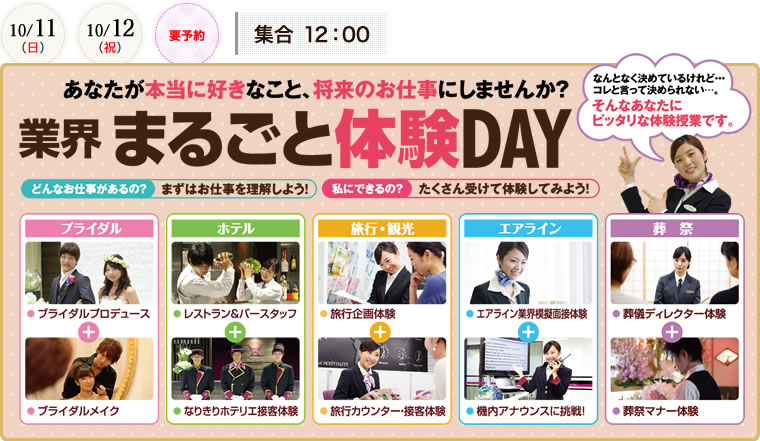 10/11
(日)
10/12
(祝)
要予約
集合 12:00
あなたが本当に好きなこと、将来のお仕事にしませんか?
業界 まるごと体験DAY
なんとなく決めているけれど…
コレと言って決められない…。
そんなあなたに
ピッタリな体験授業です。
どんなお仕事があるの? まずはお仕事を理解しよう!
私にできるの? たくさん受けて体験してみよう!
ブライダル
●ブライダルプロデュース
+
●ブライダルメイク
ホテル
●レストラン&バースタッフ
+
●なりきりホテリエ接客体験
旅行・観光
●旅行企画体験
+
HOSPITALITY
●旅行カウンター・接客体験
エアライン
●エアライン業界模擬面接体験
+
●機内アナウンスに挑戦!
葬 祭
●葬儀ディレクター体験
+
●葬祭マナー体験